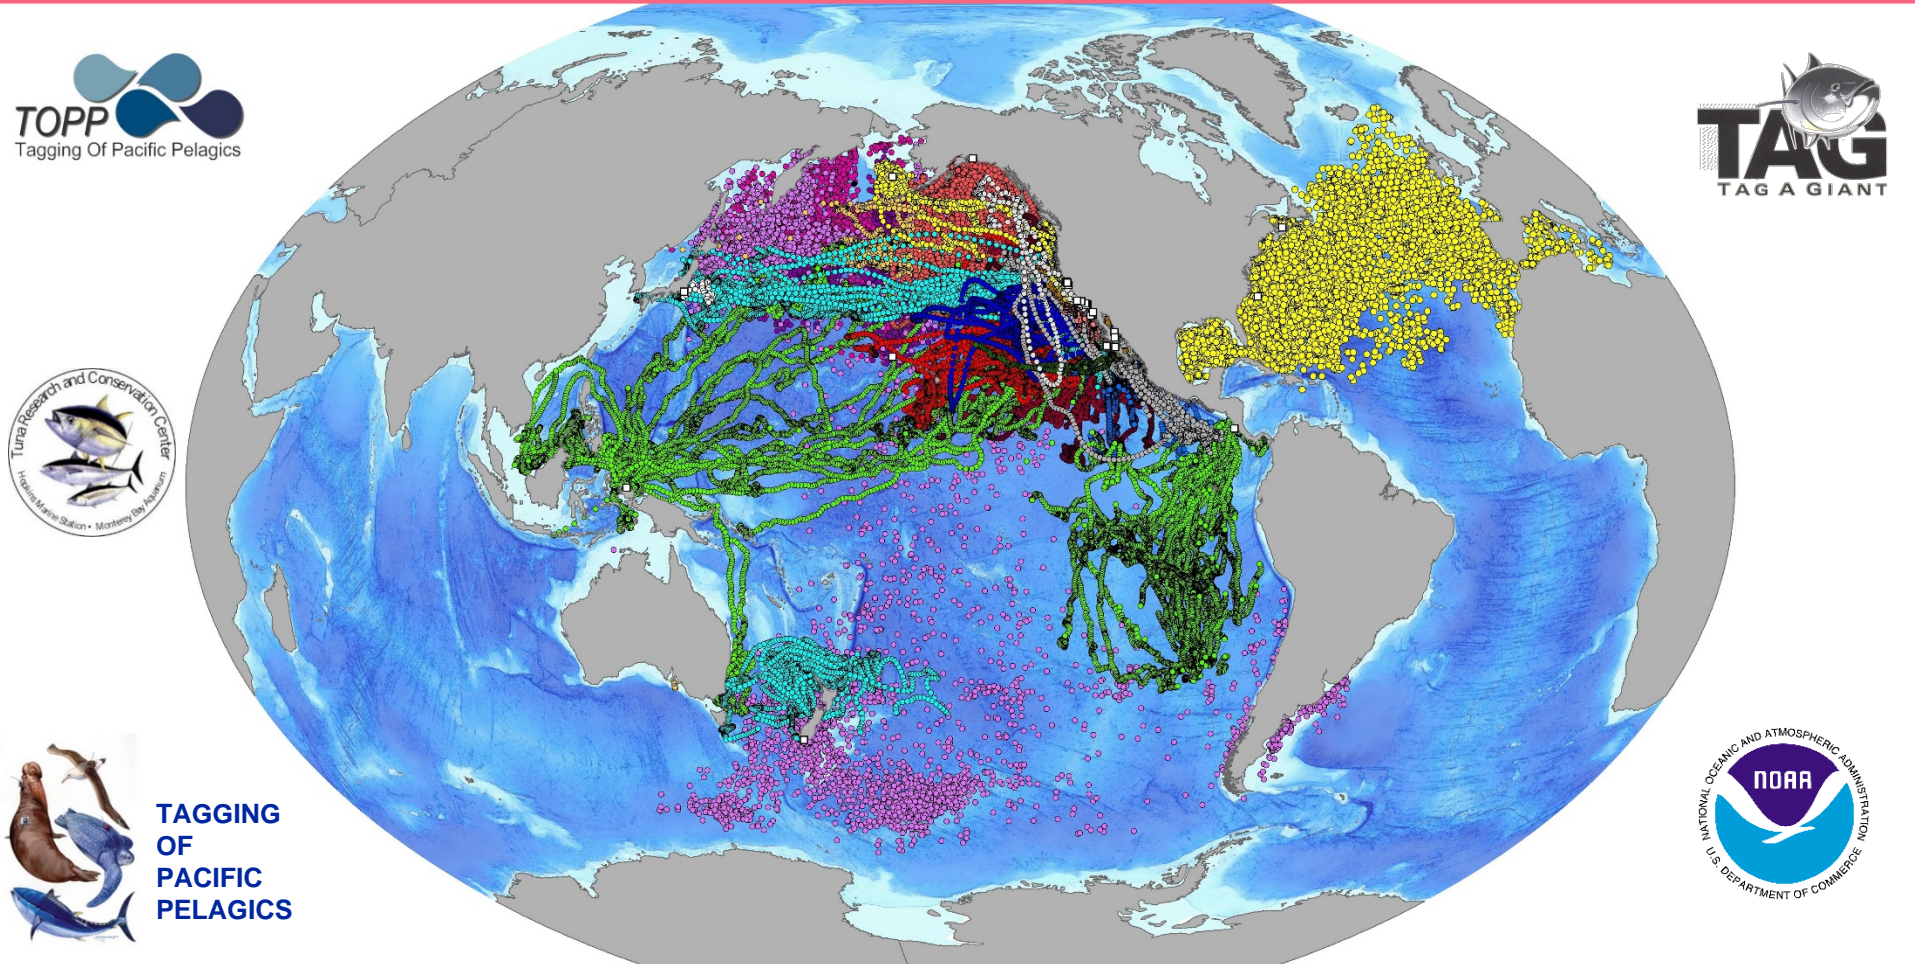 TOPP
Tagging Of Pacific Pelagics
TAG
TAG A GIANT
Tuna Research and Conservation Center
Hopkins Marine Station • Monterey Bay Aquarium
TAGGING
OF
PACIFIC
PELAGICS
NATIONAL OCEANIC AND ATMOSPHERIC ADMINISTRATION
NOAA
U.S. DEPARTMENT OF COMMERCE